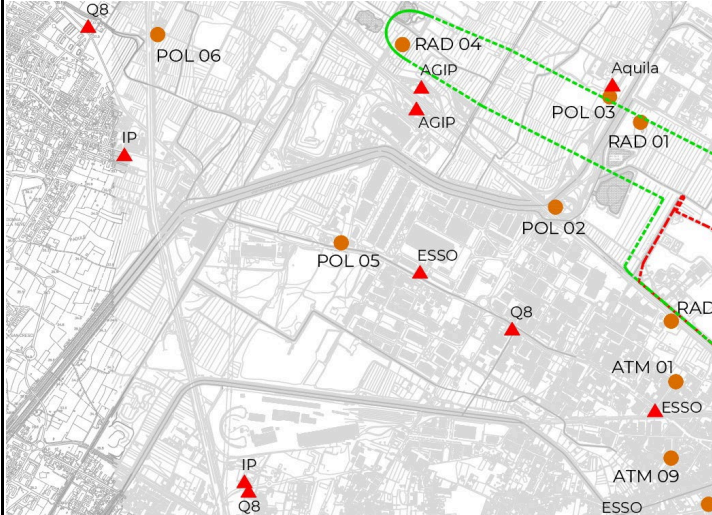 Q8
POL 06
RAD 04
AGIP
AGIP
Aquila
POL 03
RAD 01
IP
POL 02
POL 05
ESSO
Q8
RAD
ATM 01
ESSO
ATM 09
IP
Q8
ESSO